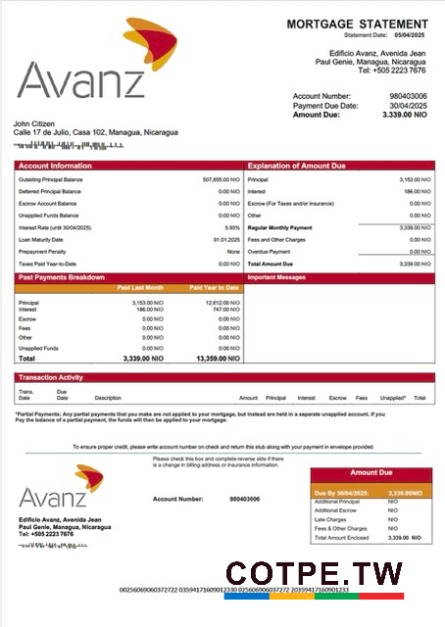 MORTGAGE STATEMENT
Statement Date: 05/04/2025
Avanz
Edificio Avanz, Avenida Jean
Paul Genie, Managua, Nicaragua
Tel: +505 2223 7676
Account Number: 980403006
Payment Due Date: 30/04/2025
Amount Due: 3.339.00 NIO
John Citizen
Calle 17 de Julio, Casa 102, Managua, Nicaragua
Account Information
Outsiding Principal Balance 507,655.00 NIO
Deferred Principal Balance 0.00 NIO
Escrow Account Balance 0.00 NIO
Unapplied Funds Balance 0.00 NIO
Interest Rate (until 30/04/2025) 5.93%
Loan Maturity Date 01.01.2025
Prepayment Penalty None
Taxes Paid Year-to-Date 0.00 NIO
Explanation of Amount Due
Principal 3,153.00 NIO
Interest 186.00 NIO
Escrow (For Taxes and/or Insurance) 0.00 NIO
Other 0.00 NIO
Regular Monthly Payment 3,339.00 NIO
Fees and Other Charges 0.00 NIO
Overdue Payment 0.00 NIO
Total Amount Due 3,339.00 NIO
Past Payments Breakdown
Paid Last Month Paid Year to Date
Principal 3,153.00 NIO 12,612.00 NIO
Interest 186.00 NIO 747.00 NIO
Escrow 0.00 NIO 0.00 NIO
Fees 0.00 NIO 0.00 NIO
Other 0.00 NIO 0.00 NIO
Unapplied Funds 0.00 NIO 0.00 NIO
Total 3,339.00 NIO 13,359.00 NIO
Important Messages
Transaction Activity
Trans. Date Due Date Description Amount Principal Interest Escrow Fees Unapplied* Total
*Partial Payments: Any partial payments that you make are not applied to your mortgage, but instead are held in a separate unapplied account. If you
Pay the balance of a partial payment, the funds will then be applied to your mortgage.
To ensure proper credit, please write account number on check and return this stub along with your payment in envelope provided.
Please check this box and complete reverse side if there
is a change in billing address or insurance information.
Avanz
Account Number: 980403006
Edificio Avanz, Avenida Jean
Paul Genie, Managua, Nicaragua
Tel: +505 2223 7676
Amount Due
Due By 30/04/2025: 3,339.00NIO
Additional Principal NIO
Additional Escrow NIO
Late Charges NIO
Fees & Other Charges NIO
Total Amount Enclosed 3,339.00 NIO
COTPE.TW